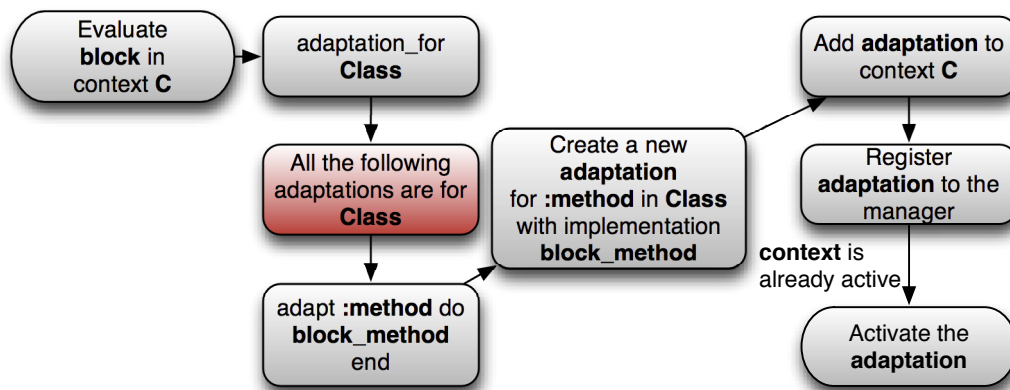 Evaluate
block in
context C
adaptation_for
Class
All the following
adaptations are for
Class
adapt :method do
block_method
end
Create a new
adaptation
for :method in Class
with implementation
block_method
Add adaptation to
context C
Register
adaptation to the
manager
context is
already active
Activate the
adaptation